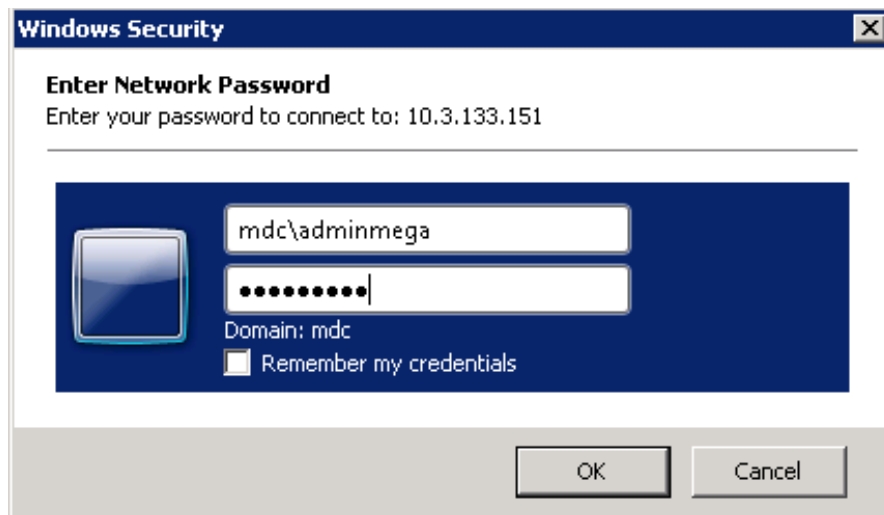 Windows Security
Enter Network Password
Enter your password to connect to: 10.3.133.151
mdc\adminmega
●●●●●●●●●
Domain: mdc
Remember my credentials
OK
Cancel